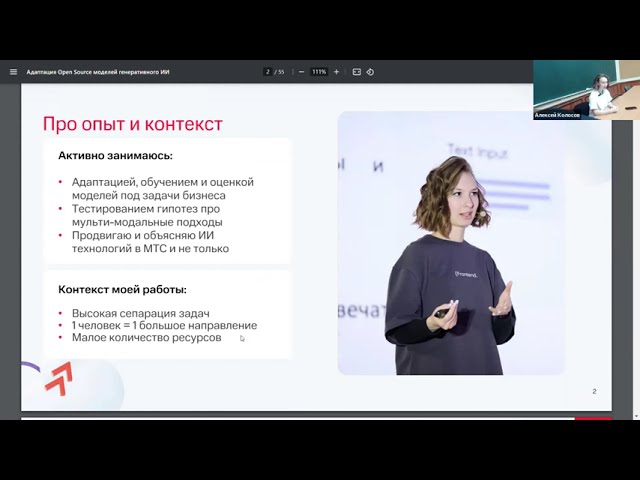 Адаптация Open Source моделей генеративного ИИ
2 / 55
111%
Алексей Колосов
Про опыт и контекст
Активно занимаюсь:
• Адаптацией, обучением и оценкой
моделей под задачи бизнеса
• Тестированием гипотез про
мульти-модальные подходы
• Продвигаю и объясняю ИИ
технологий в МТС и не только
Контекст моей работы:
• Высокая сепарация задач
• 1 человек = 1 большое направление
• Малое количество ресурсов
Text Input
ы и
вечат
2